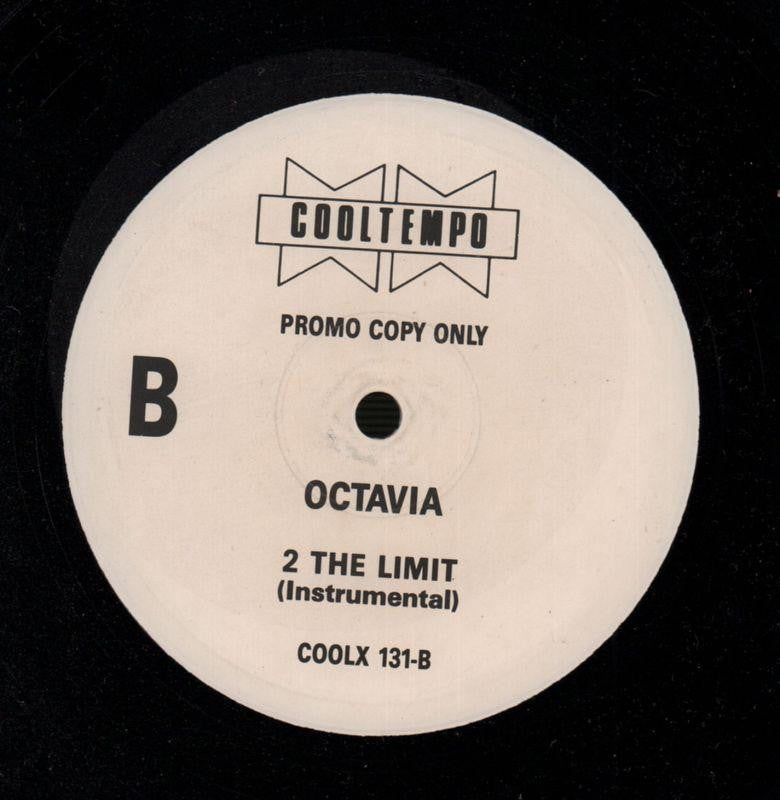 COOLTEMPO
PROMO COPY ONLY
B
OCTAVIA
2 THE LIMIT
(Instrumental)
COOLX 131-B